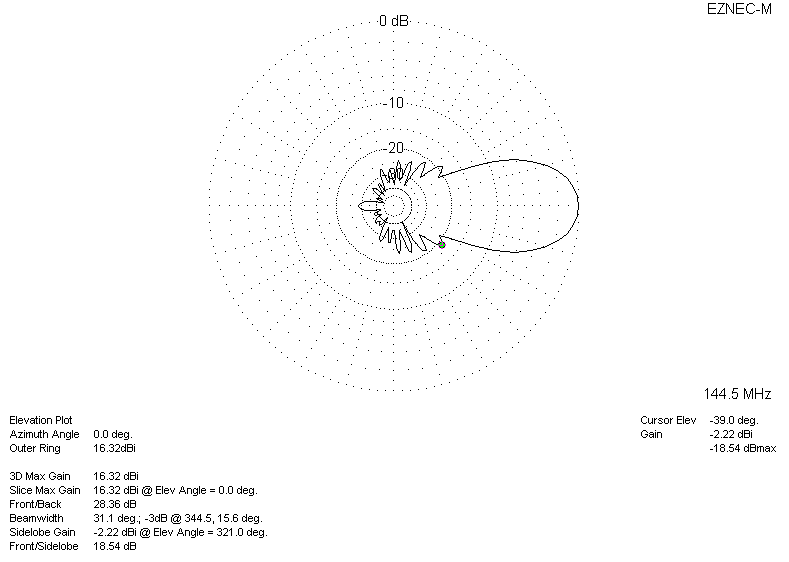 EZNEC-M
0 dB
-10
-20
144.5 MHz
Elevation Plot
Azimuth Angle 0.0 deg.
Outer Ring 16.32dBi
3D Max Gain 16.32 dBi
Slice Max Gain 16.32 dBi @ Elev Angle = 0.0 deg.
Front/Back 28.36 dB
Beamwidth 31.1 deg.; -3dB @ 344.5, 15.6 deg.
Sidelobe Gain -2.22 dBi @ Elev Angle = 321.0 deg.
Front/Sidelobe 18.54 dB
Cursor Elev -39.0 deg.
Gain -2.22 dBi
-18.54 dBmax